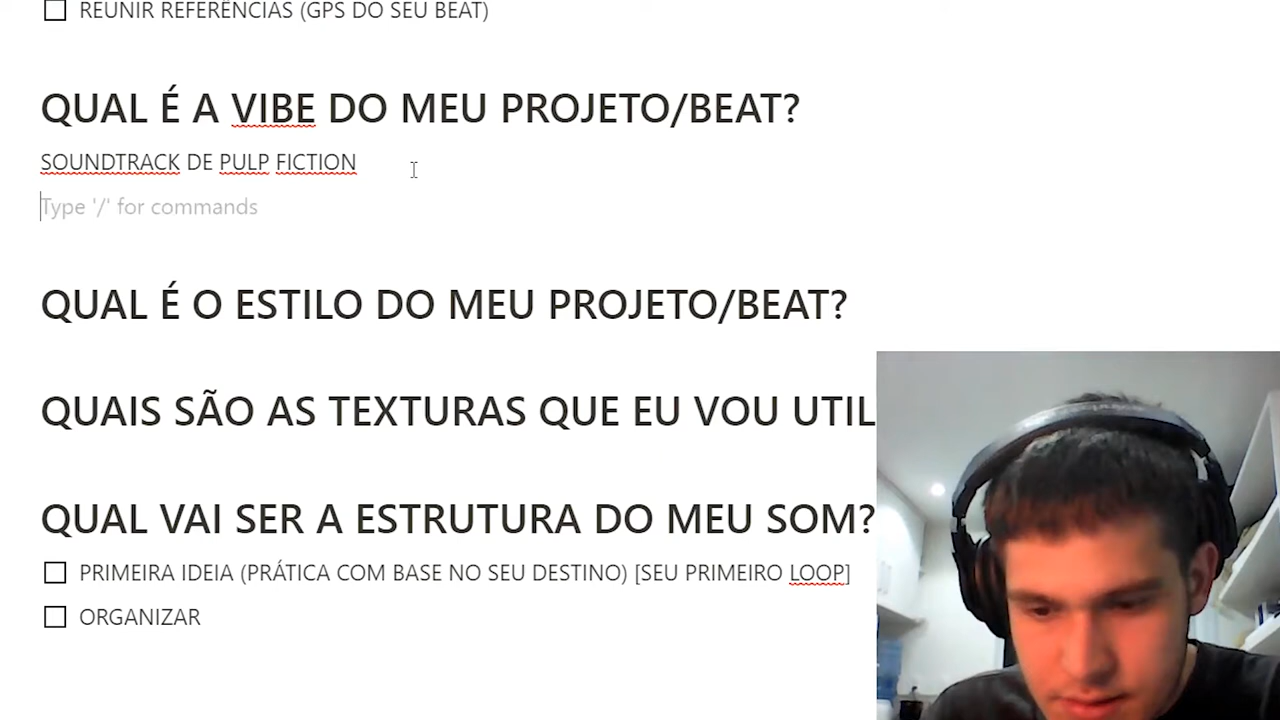 REUNIR REFERÊNCIAS (GPS DO SEU BEAT)
QUAL É A VIBE DO MEU PROJETO/BEAT?
SOUNDTRACK DE PULP FICTION
Type '/' for commands
QUAL É O ESTILO DO MEU PROJETO/BEAT?
QUAIS SÃO AS TEXTURAS QUE EU VOU UTIL
QUAL VAI SER A ESTRUTURA DO MEU SOM?
PRIMEIRA IDEIA (PRÁTICA COM BASE NO SEU DESTINO) [SEU PRIMEIRO LOOP]
ORGANIZAR